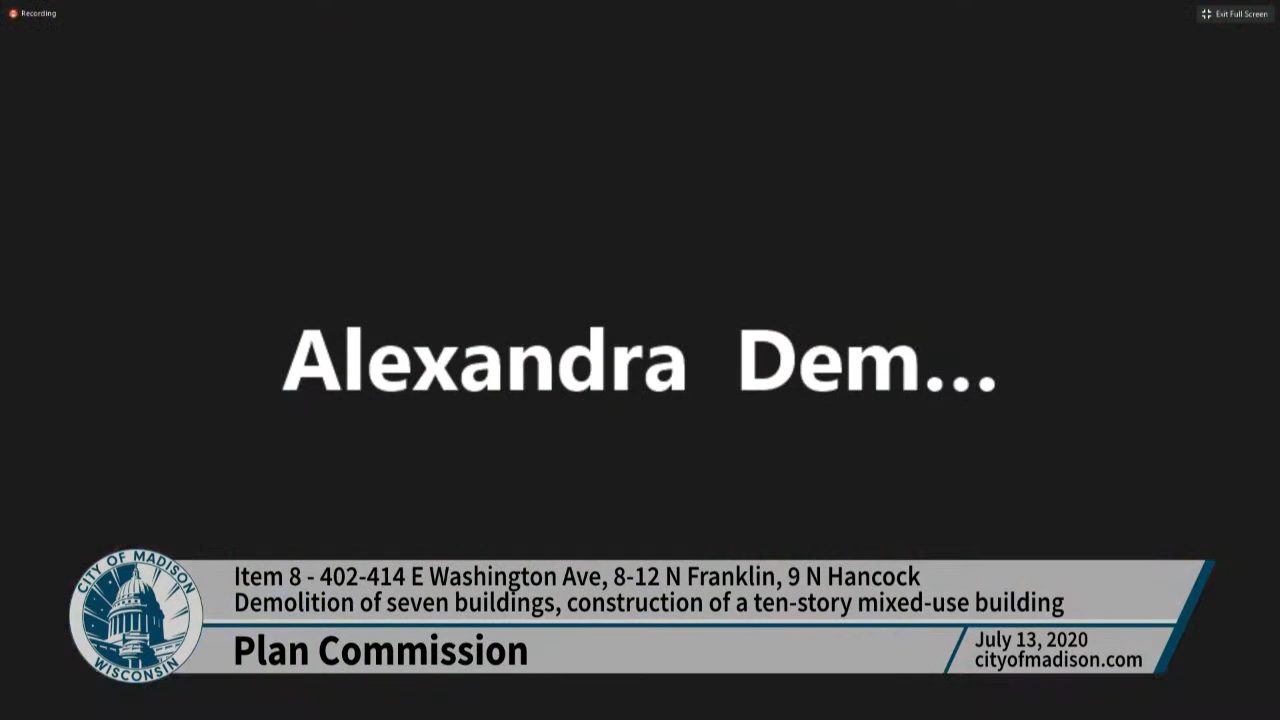 Recording
Exit Full Screen
Alexandra Dem...
CITY OF MADISON
WISCONSIN
Item 8 - 402-414 E Washington Ave, 8-12 N Franklin, 9 N Hancock
Demolition of seven buildings, construction of a ten-story mixed-use building
Plan Commission
July 13, 2020
cityofmadison.com